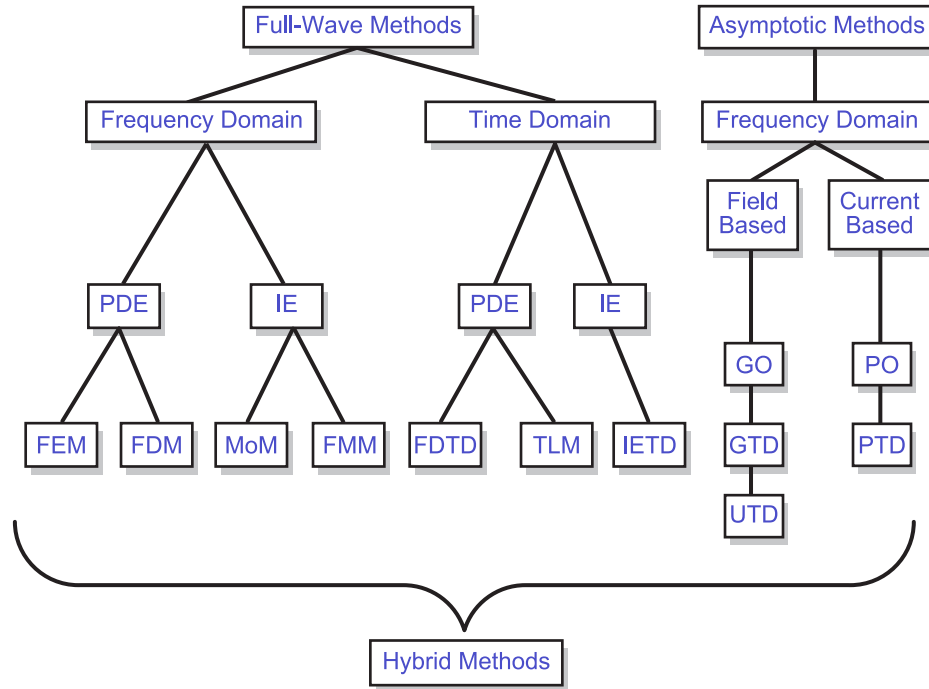 Full-Wave Methods
Asymptotic Methods
Frequency Domain
Time Domain
Frequency Domain
Field
Based
Current
Based
PDE
IE
PDE
IE
GO
PO
FEM
FDM
MoM
FMM
FDTD
TLM
IETD
GTD
PTD
UTD
Hybrid Methods